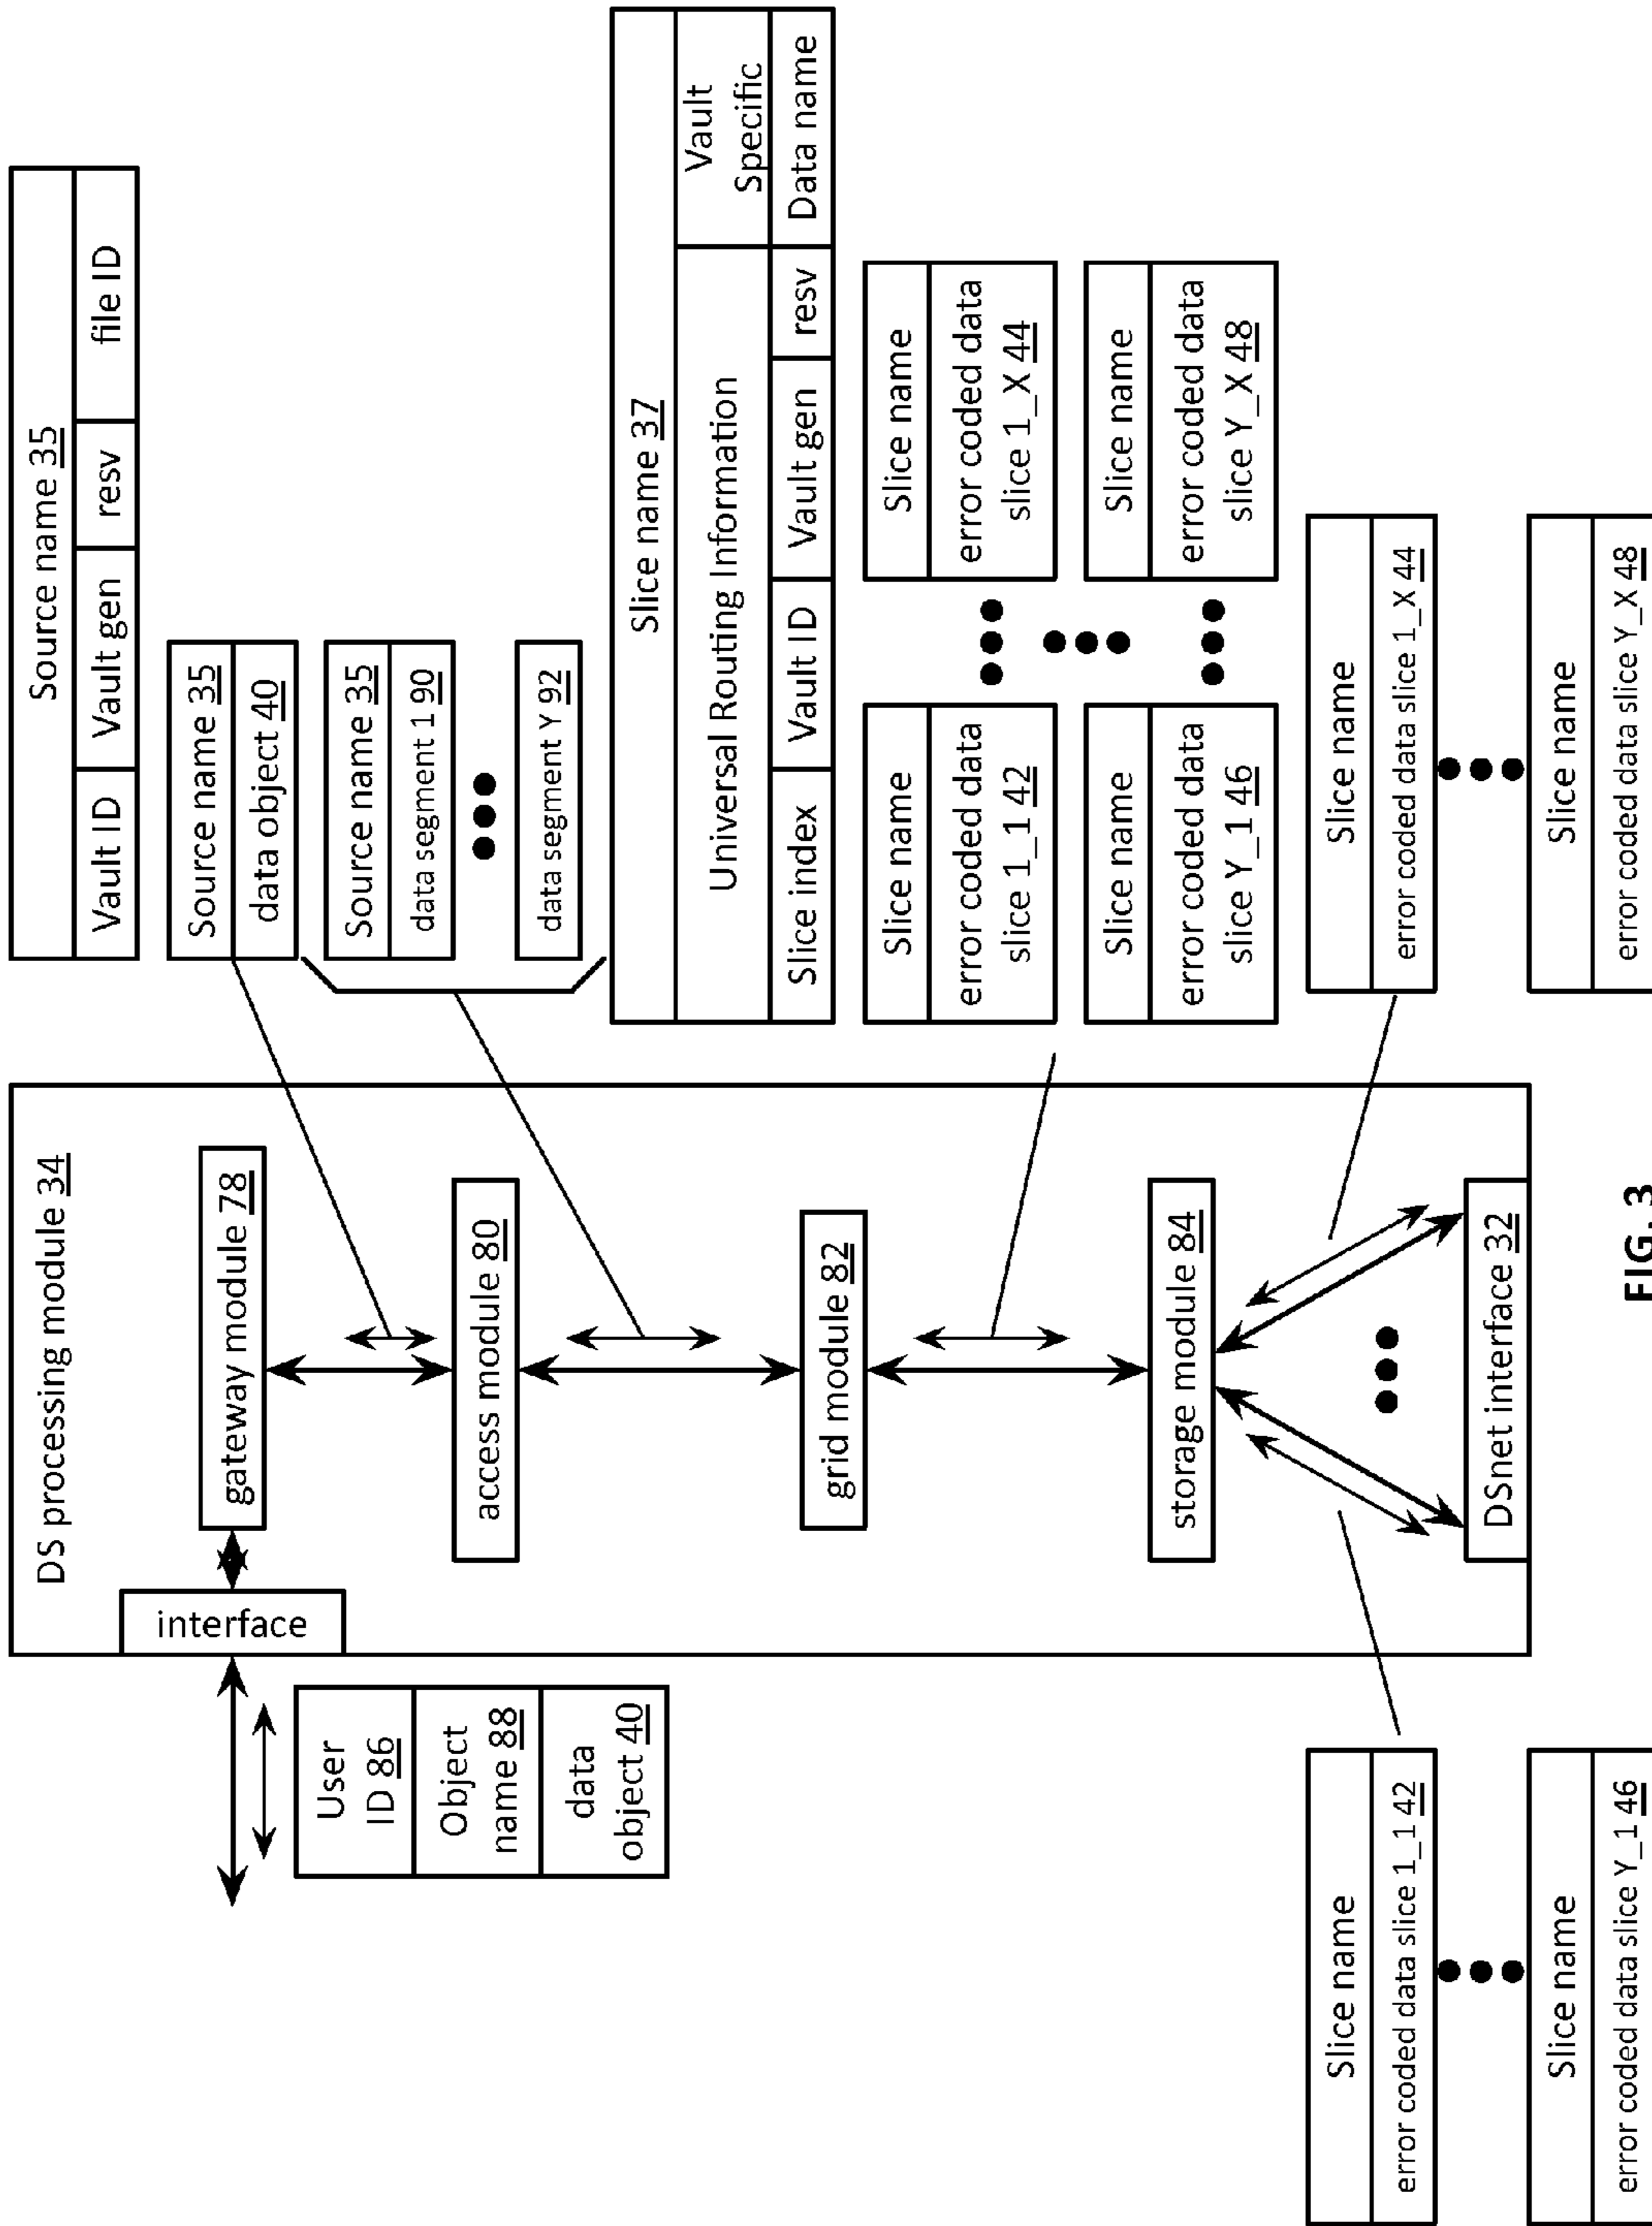 DS processing module 34
interface
gateway module 78
access module 80
grid module 82
storage module 84
DSnet interface 32
User
ID 86
Object
name 88
data
object 40
Source name 35
Vault ID
Vault gen
resv
file ID
Source name 35
data object 40
Source name 35
data segment 1 90
data segment Y 92
Slice name 37
Universal Routing Information
Vault
Specific
Slice index
Vault ID
Vault gen
resv
Data name
Slice name
error coded data
slice 1_1 42
Slice name
error coded data
slice 1_X 44
Slice name
error coded data
slice Y_1 46
Slice name
error coded data
slice Y_X 48
Slice name
error coded data slice 1_1 42
Slice name
error coded data slice Y_1 46
Slice name
error coded data slice 1_X 44
Slice name
error coded data slice Y_X 48
FIG. 3